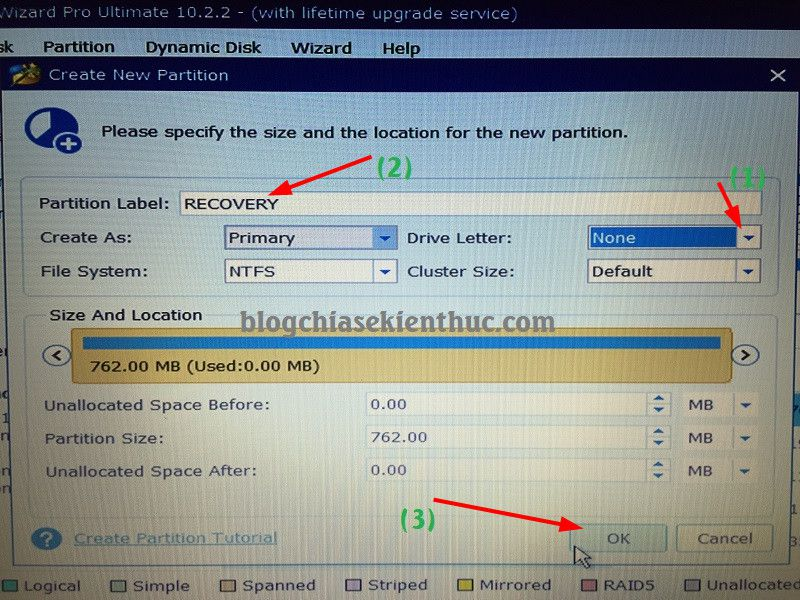 Wizard Pro Ultimate 10.2.2 - (with lifetime upgrade service)
sk Partition Dynamic Disk Wizard Help
Create New Partition
Please specify the size and the location for the new partition.
(2)
(1)
Partition Label: RECOVERY
Create As: Primary Drive Letter: None
File System: NTFS Cluster Size: Default
Size And Location
blogchiasekienthuc.com
762.00 MB (Used:0.00 MB)
Unallocated Space Before: 0.00 MB
Partition Size: 762.00 MB
Unallocated Space After: 0.00 MB
(3)
Create Partition Tutorial OK Cancel
Logical Simple Spanned Striped Mirrored RAID5 Unallocated